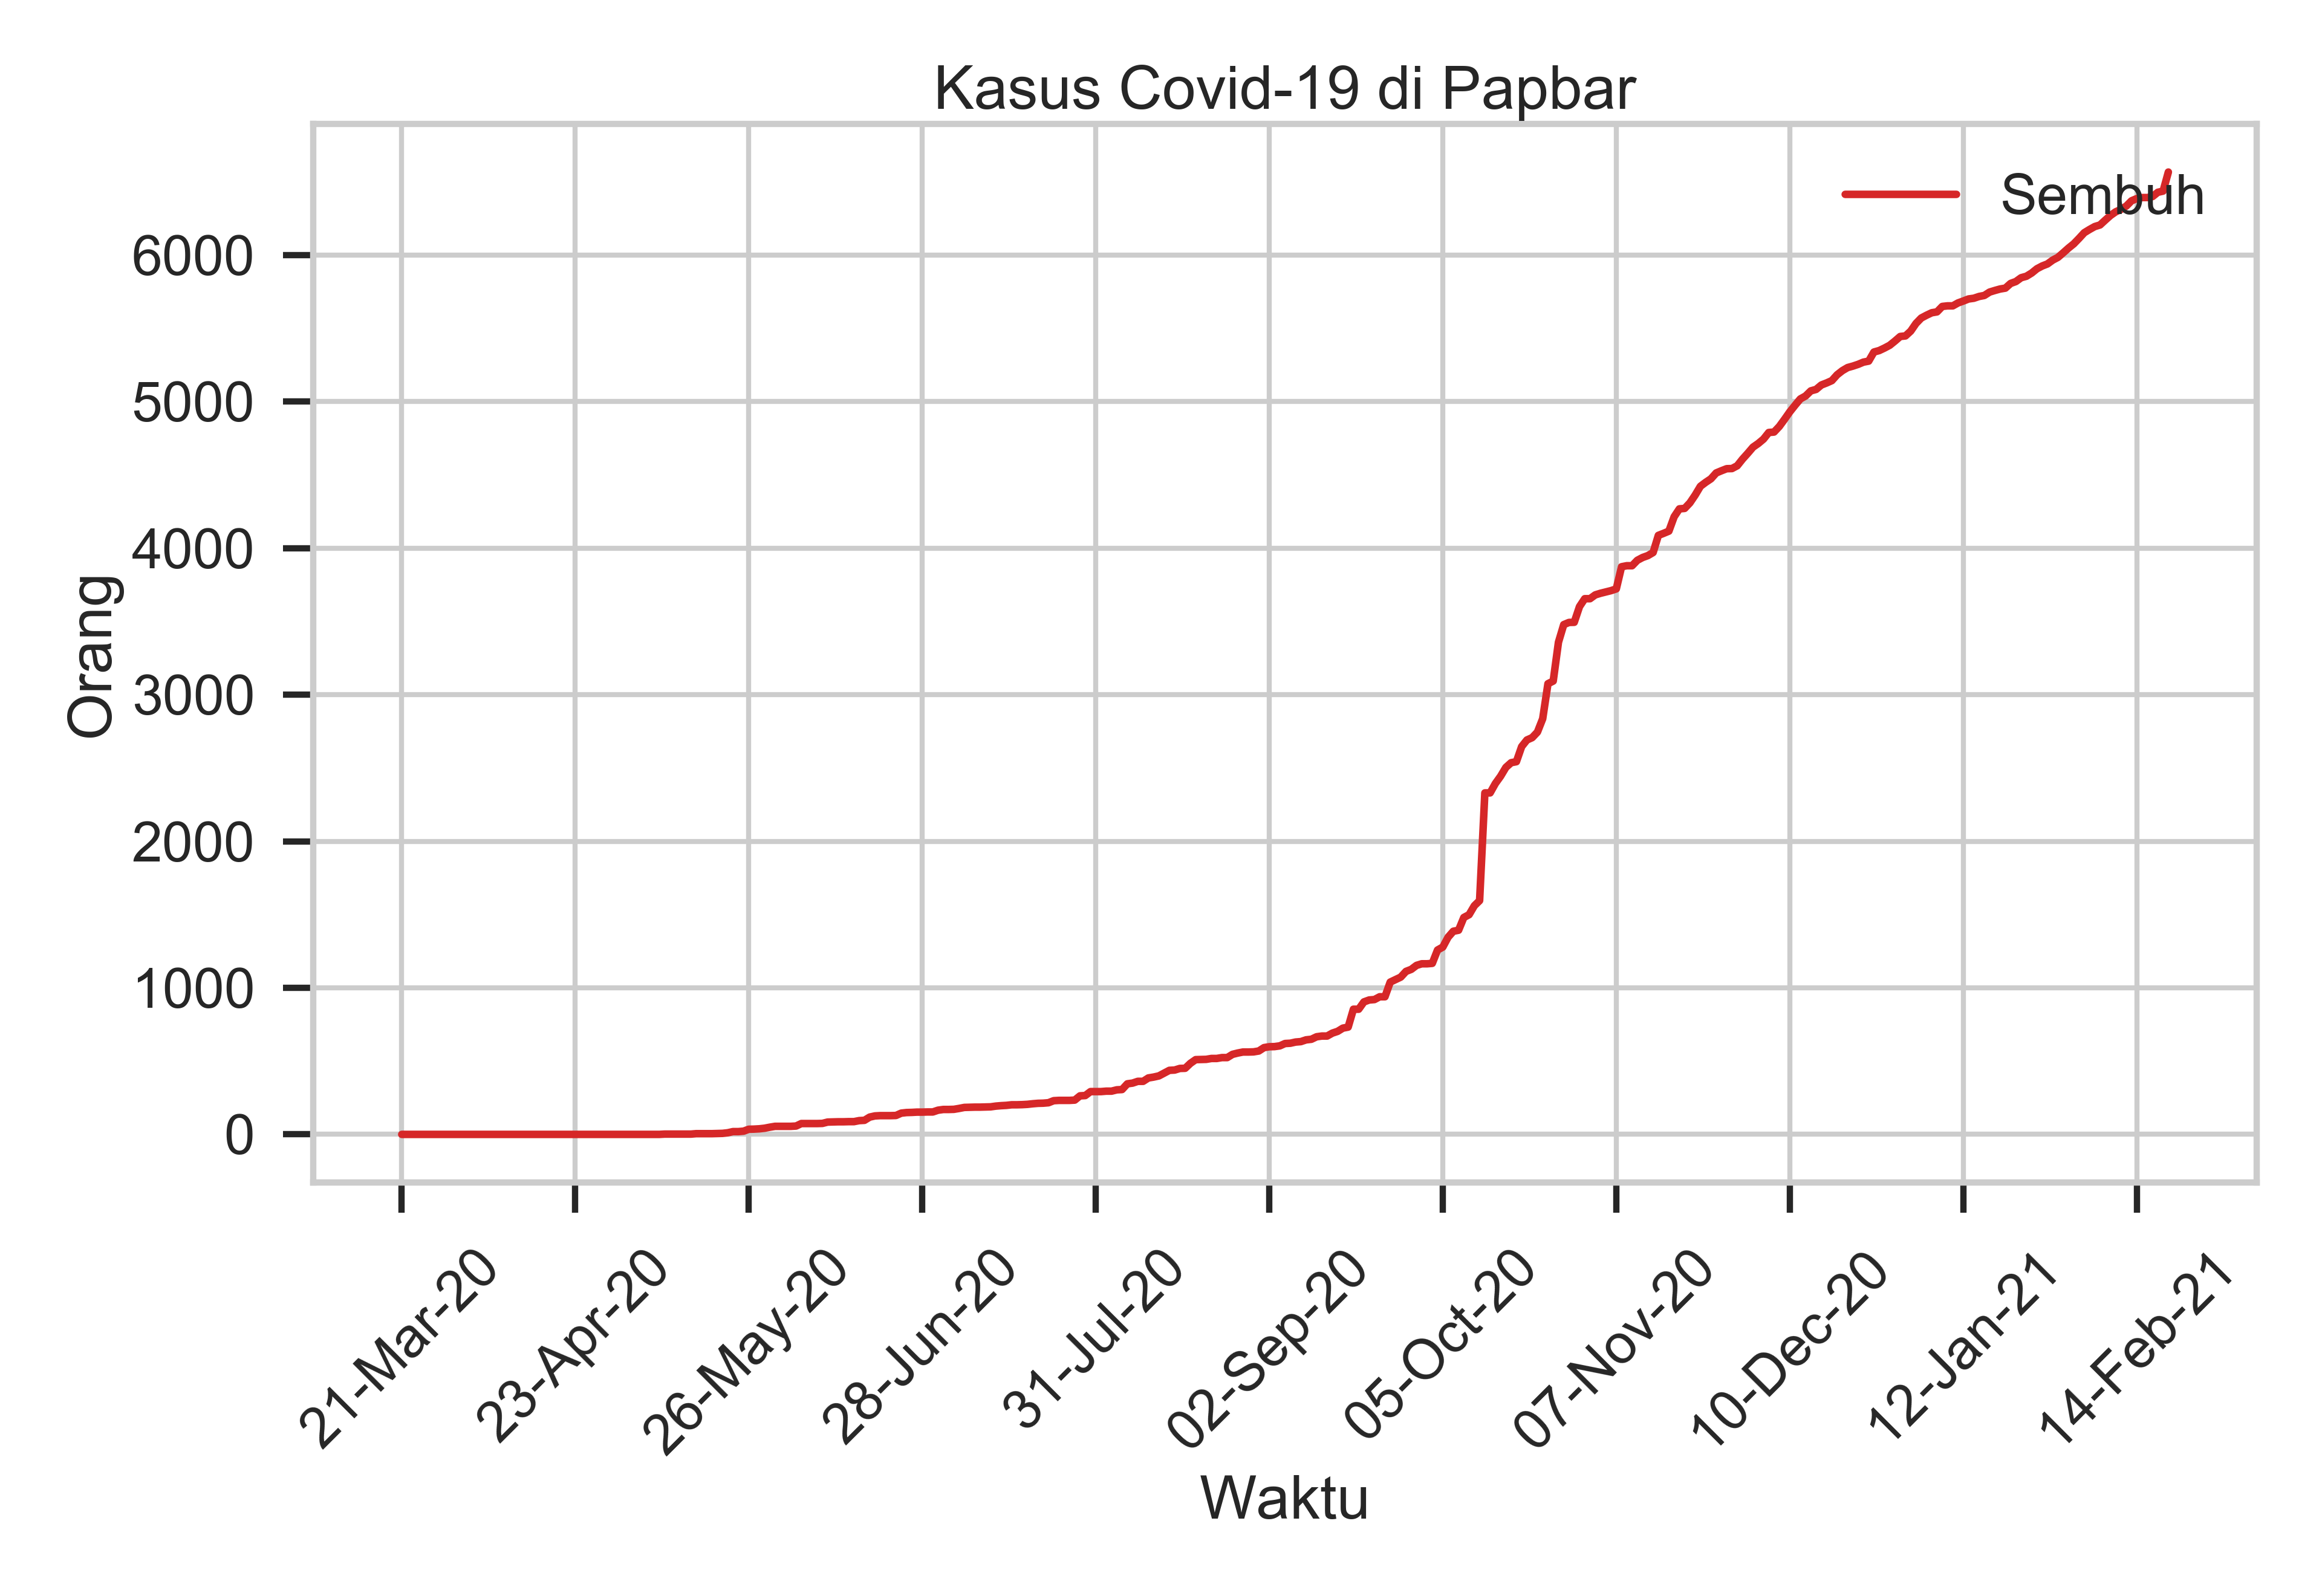 Kasus Covid-19 di Papbar
Sembuh
6000
5000
4000
3000
2000
1000
0
Orang
21-Mar-20
23-Apr-20
26-May-20
28-Jun-20
31-Jul-20
02-Sep-20
05-Oct-20
07-Nov-20
10-Dec-20
12-Jan-21
14-Feb-21
Waktu